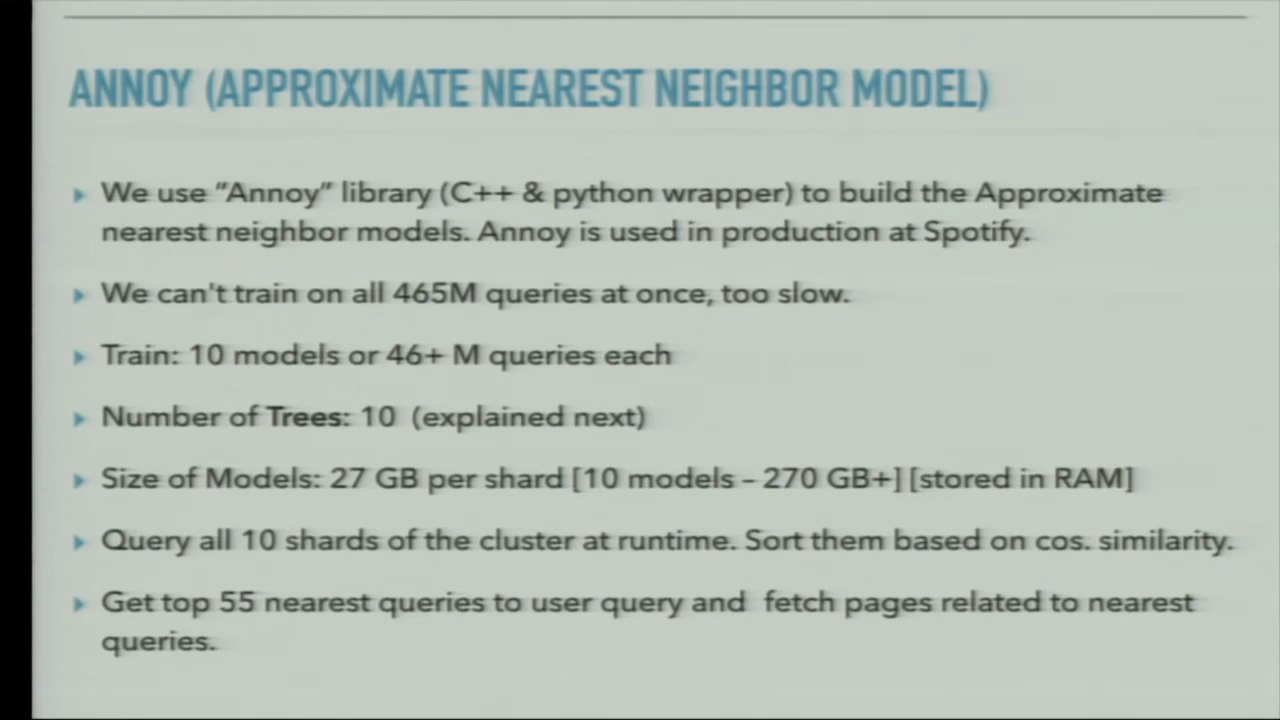 ANNOY (APPROXIMATE NEAREST NEIGHBOR MODEL)
We use "Annoy" library (C++ & python wrapper) to build the Approximate
nearest neighbor models. Annoy is used in production at Spotify.
We can't train on all 465M queries at once, too slow.
Train: 10 models or 46+ M queries each
Number of Trees: 10 (explained next)
Size of Models: 27 GB per shard [10 models – 270 GB+] [stored in RAM]
Query all 10 shards of the cluster at runtime. Sort them based on cos. similarity.
Get top 55 nearest queries to user query and fetch pages related to nearest
queries.